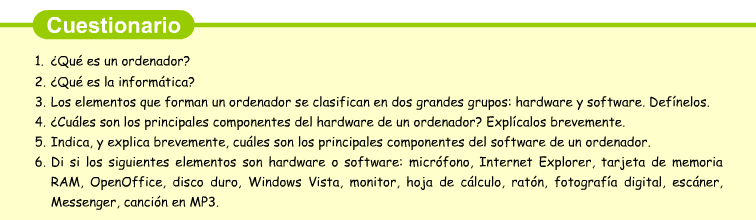 Cuestionario
1. ¿Qué es un ordenador?
2. ¿Qué es la informática?
3. Los elementos que forman un ordenador se clasifican en dos grandes grupos: hardware y software. Defínelos.
4. ¿Cuáles son los principales componentes del hardware de un ordenador? Explícalos brevemente.
5. Indica, y explica brevemente, cuáles son los principales componentes del software de un ordenador.
6. Di si los siguientes elementos son hardware o software: micrófono, Internet Explorer, tarjeta de memoria
RAM, OpenOffice, disco duro, Windows Vista, monitor, hoja de cálculo, ratón, fotografía digital, escáner,
Messenger, canción en MP3.